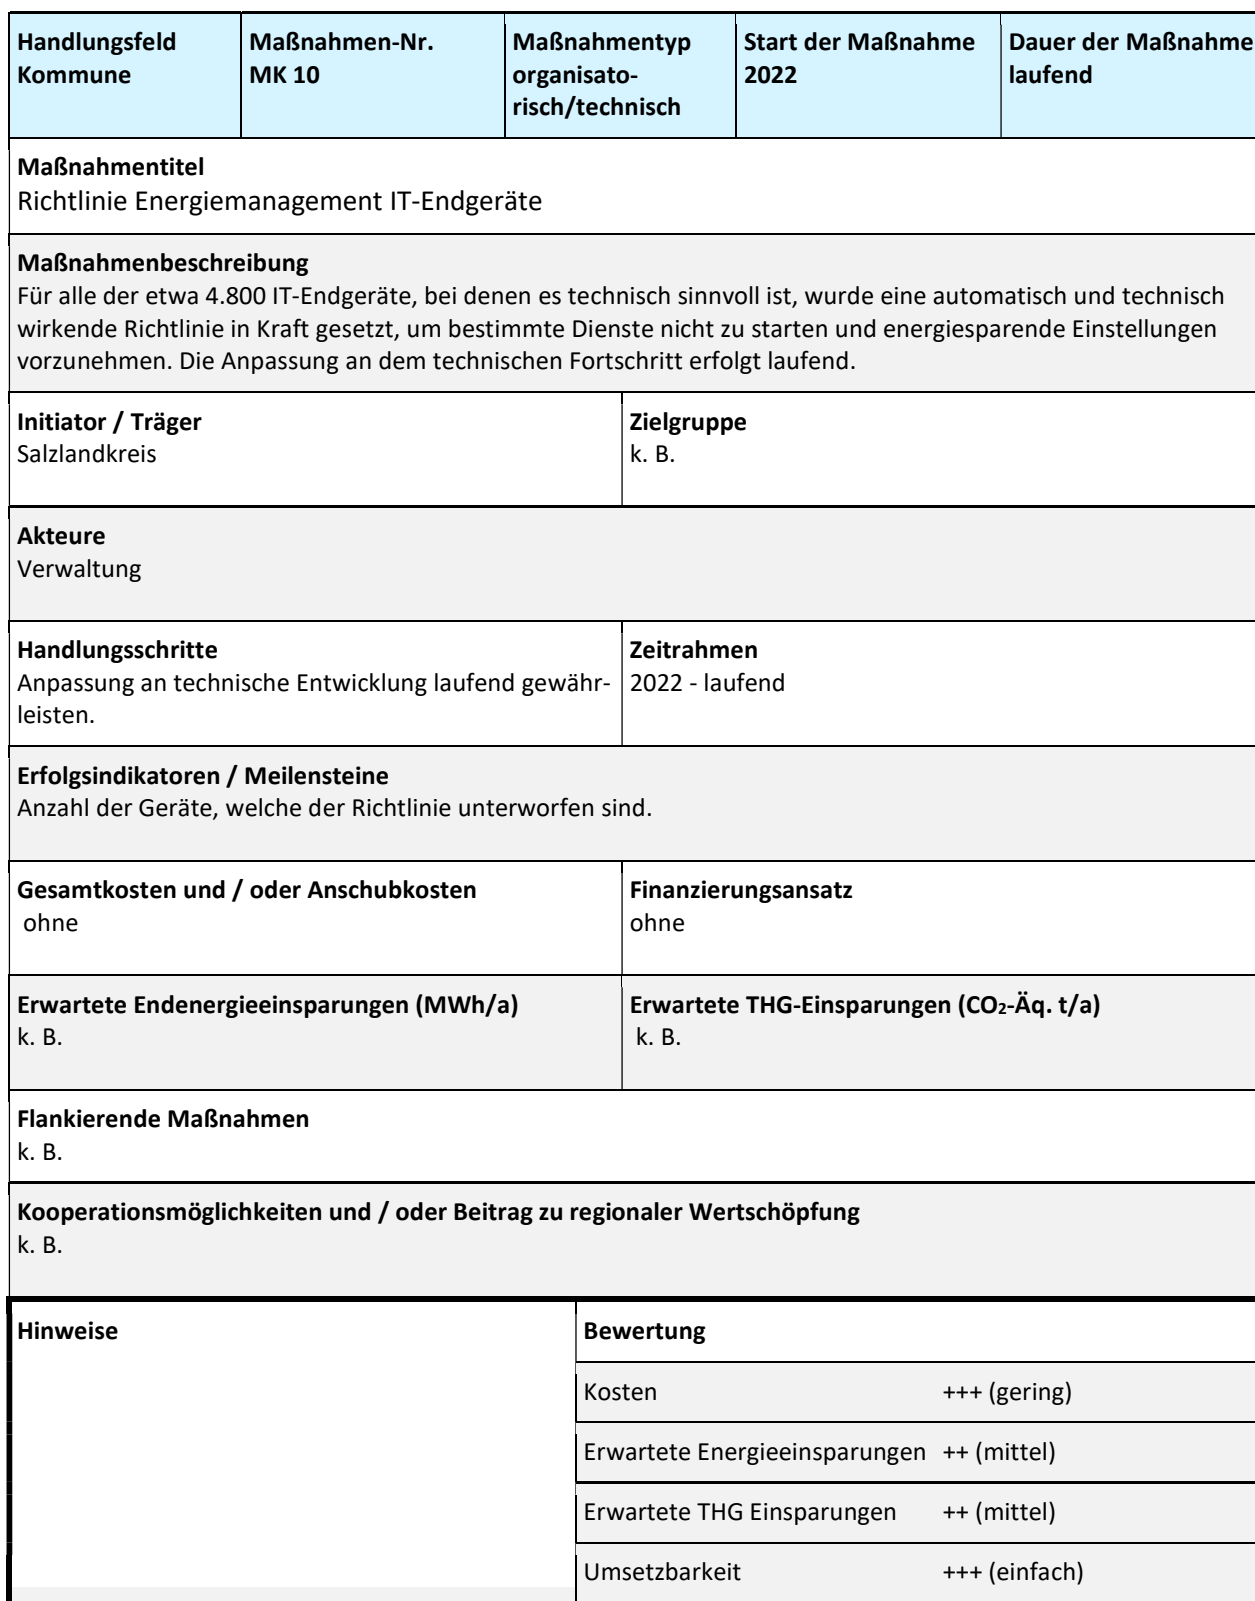 Handlungsfeld
Kommune
Maßnahmen-Nr.
MK 10
Maßnahmentyp
organisato-
risch/technisch
Start der Maßnahme
2022
Dauer der Maßnahme
laufend
Maßnahmentitel
Richtlinie Energiemanagement IT-Endgeräte
Maßnahmenbeschreibung
Für alle der etwa 4.800 IT-Endgeräte, bei denen es technisch sinnvoll ist, wurde eine automatisch und technisch
wirkende Richtlinie in Kraft gesetzt, um bestimmte Dienste nicht zu starten und energiesparende Einstellungen
vorzunehmen. Die Anpassung an dem technischen Fortschritt erfolgt laufend.
Initiator / Träger
Salzlandkreis
Zielgruppe
k. B.
Akteure
Verwaltung
Handlungsschritte
Anpassung an technische Entwicklung laufend gewähr-
leisten.
Zeitrahmen
2022 - laufend
Erfolgsindikatoren / Meilensteine
Anzahl der Geräte, welche der Richtlinie unterworfen sind.
Gesamtkosten und / oder Anschubkosten
ohne
Finanzierungsansatz
ohne
Erwartete Endenergieeinsparungen (MWh/a)
k. B.
Erwartete THG-Einsparungen (CO₂-Äq. t/a)
k. B.
Flankierende Maßnahmen
k. B.
Kooperationsmöglichkeiten und / oder Beitrag zu regionaler Wertschöpfung
k. B.
Hinweise
Bewertung
Kosten +++ (gering)
Erwartete Energieeinsparungen ++ (mittel)
Erwartete THG Einsparungen ++ (mittel)
Umsetzbarkeit +++ (einfach)